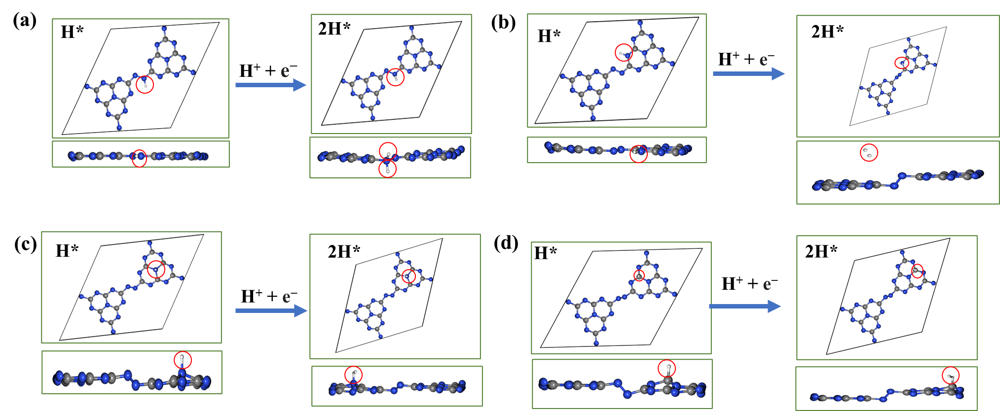 (a)
H*
H⁺ + e⁻
2H*
(b)
H*
H⁺ + e⁻
2H*
(c)
H*
H⁺ + e⁻
2H*
(d)
H*
H⁺ + e⁻
2H*